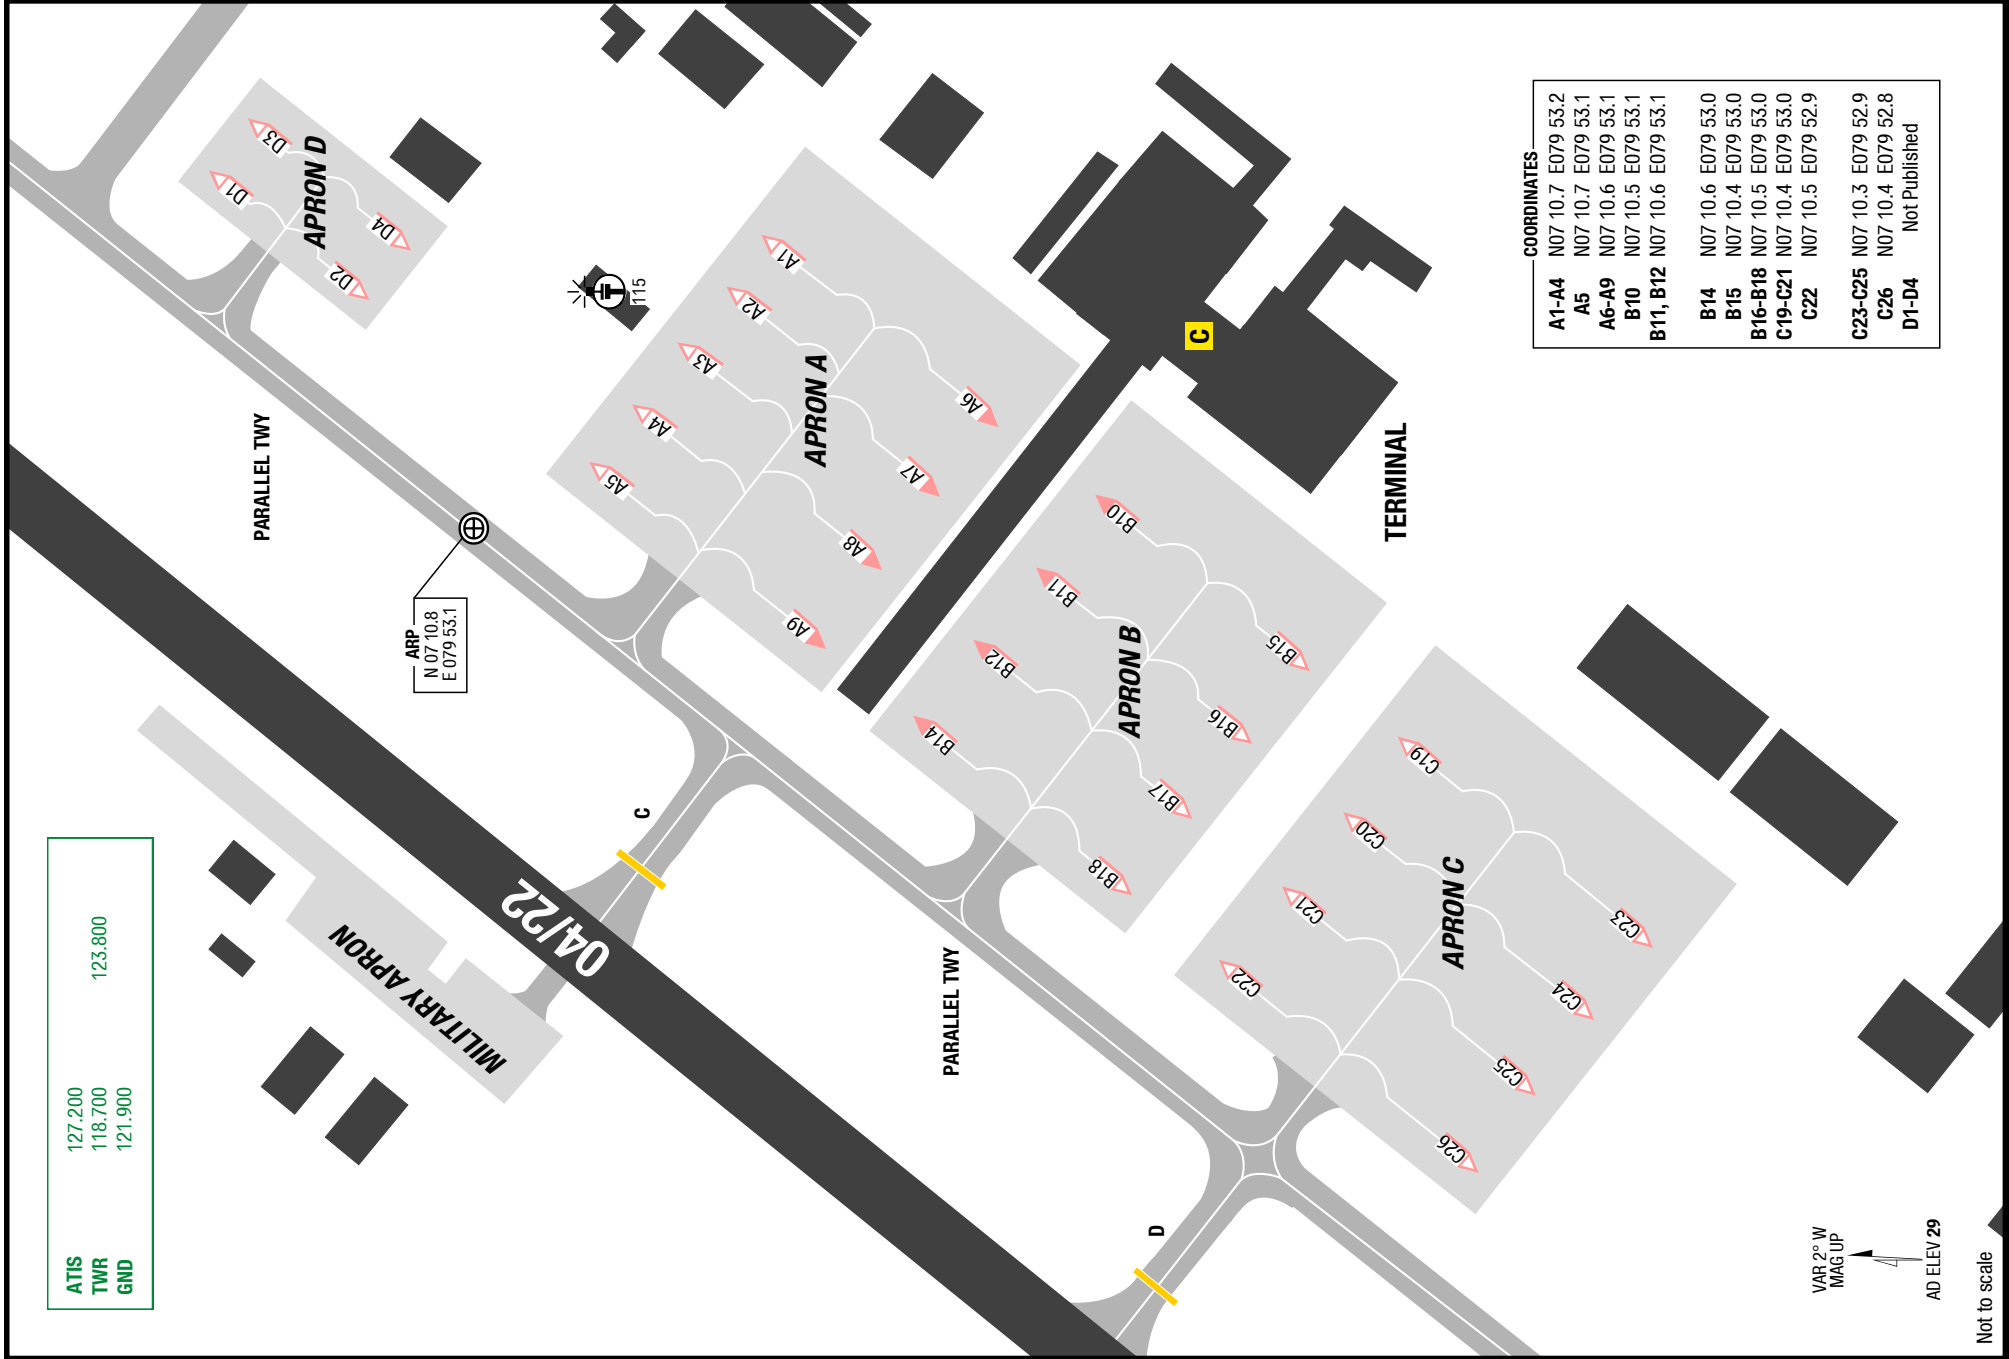 ATIS 127.200
TWR 118.700 123.800
GND 121.900
PARALLEL TWY
ARP
N 07 10.8
E 079 53.1
MILITARY APRON
04/22
C
D
PARALLEL TWY
APRON D
D1
D2
D3
D4
115
APRON A
A1
A2
A3
A4
A5
A6
A7
A8
A9
APRON B
B10
B11
B12
B14
B15
B16
B17
B18
APRON C
C19
C20
C21
C22
C23
C24
C25
C26
C
TERMINAL
COORDINATES
A1-A4 N07 10.7 E079 53.2
A5 N07 10.7 E079 53.1
A6-A9 N07 10.6 E079 53.1
B10 N07 10.5 E079 53.1
B11, B12 N07 10.6 E079 53.1
B14 N07 10.6 E079 53.0
B15 N07 10.4 E079 53.0
B16-B18 N07 10.5 E079 53.0
C19-C21 N07 10.4 E079 53.0
C22 N07 10.5 E079 52.9
C23-C25 N07 10.3 E079 52.9
C26 N07 10.4 E079 52.8
D1-D4 Not Published
VAR 2° W
MAG UP
AD ELEV 29
Not to scale